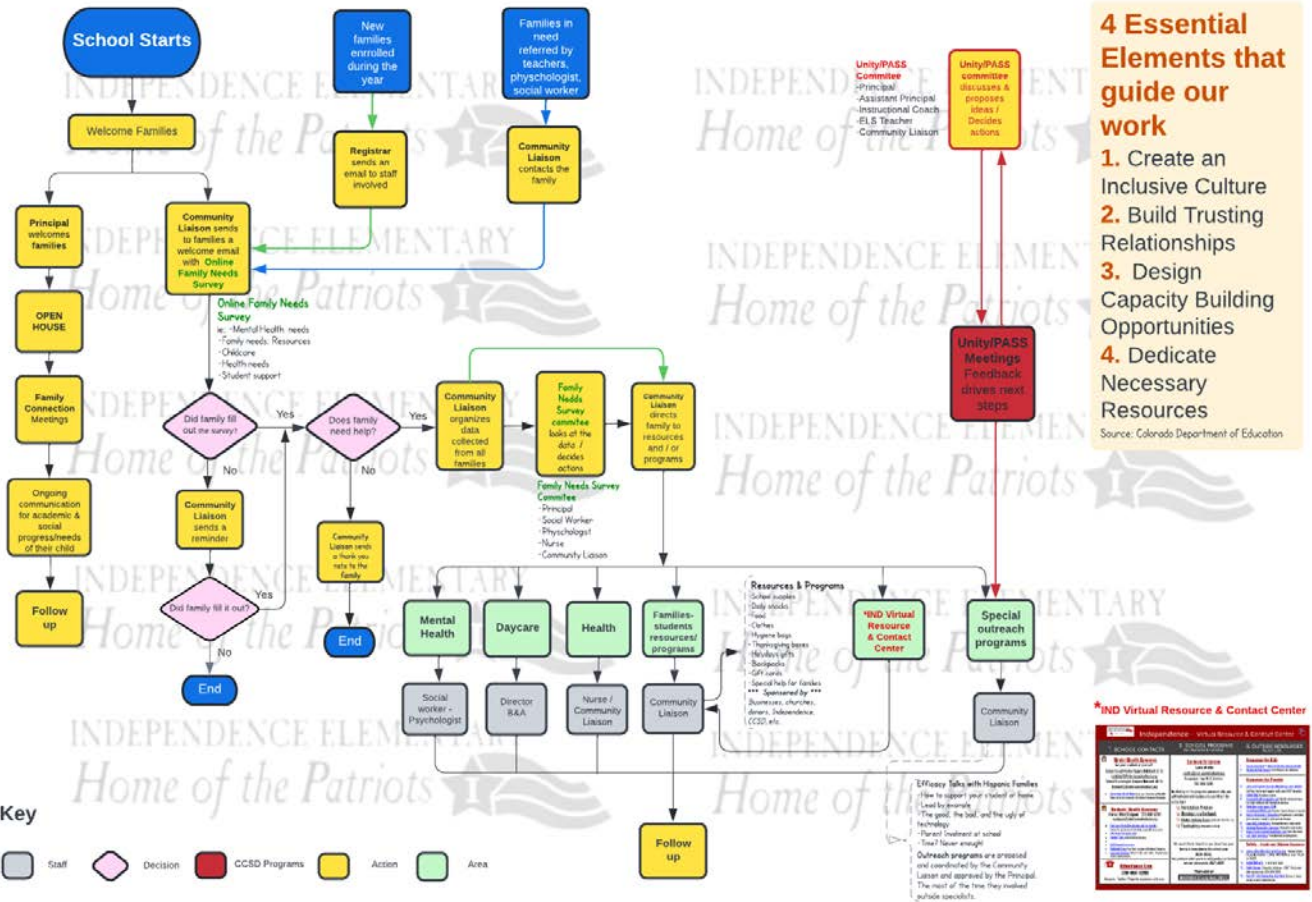 School Starts
New
families
enrrolled
during the
year
Families in
need
referred by
teachers,
physchologist,
social worker
Welcome Families
Registrar
sends an
email to staff
involved
Community
Liaison
contacts the
family
Unity/PASS
Commitee
-Principal
-Assistant Principal
-Instructional Coach
-ELS Teacher
-Community Liaison
Unity/PASS
committee
discusses &
proposes
ideas /
Decides
actions
4 Essential
Elements that
guide our
work
1. Create an
Inclusive Culture
2. Build Trusting
Relationships
3. Design
Capacity Building
Opportunities
4. Dedicate
Necessary
Resources
Source: Colorado Department of Education
Principal
welcomes
families
OPEN
HOUSE
Family
Connection
Meetings
Ongoing
communication
for academic &
social
progress/needs
of their child
Follow
up
Community
Liaison sends
to families a
welcome email
with Online
Family Needs
Survey
Online Family Needs
Survey
ie: -Mental Health needs
-Family needs: Resources
-Childcare
-Health needs
-Student support
Did family fill
out the survey?
Yes
No
Community
Liaison
sends a
reminder
Did family fill it out?
Yes
No
End
Does family
need help?
Yes
No
Community
Liaison sends
a thank you
note to the
family
End
Community
Liaison
organizes
data
collected
from all
families
Family
Nedds
Survey
commitee
looks at the
data /
decides
actions
Community
Liaison
directs
family to
resources
and / or
programs
Family Needs Survey
Commitee
-Principal
-Social Worker
-Physchologist
-Nurse
-Community Liaison
Unity/PASS
Meetings
Feedback
drives next
steps
Mental
Health
Daycare
Health
Families-
students
resources/
programs
*IND Virtual
Resource
& Contact
Center
Special
outreach
programs
Social
worker -
Psychologist
Director
B&A
Nurse /
Community
Liaison
Community
Liaison
Community
Liaison
Resources & Programs
-School supplies
-Daily snacks
-Food
-Clothes
-Hygiene bags
-Thanksgiving boxes
-Holidays gifts
-Backpacks
-Gift cards
-Special help for families
*** Sponsored by ***
Businesses, churches,
donors, Independence,
CCSD, etc.
Follow
up
Efficacy Talks with Hispanic Families
-How to support your student at home
-Lead by example
-The good, the bad, and the ugly of
technology
-Parent Involment at school
-Time? Never enough!
Outreach programs are proposed
and coordinated by the Community
Liaison and approved by the Principal.
The most of the time they involved
outside specialists.
*IND Virtual Resource & Contact Center
Independence - Virtual Resource & Contact Center
Key
Staff
Decision
CCSD Programs
Action
Area
INDEPENDENCE ELEMENTARY
Home of the Patriots